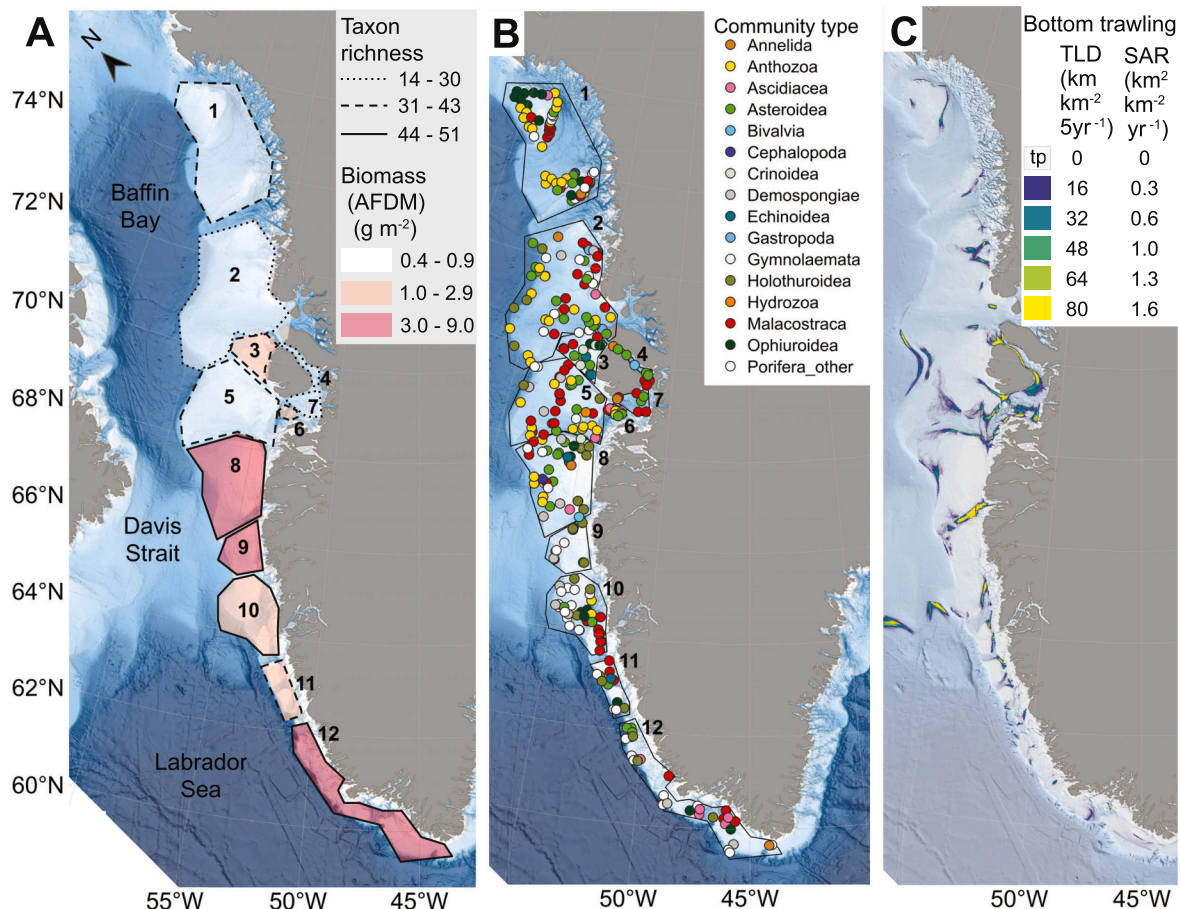 A
N
74°N
72°N
70°N
68°N
66°N
64°N
62°N
60°N
55°W
50°W
45°W
Baffin
Bay
Davis
Strait
Labrador
Sea
1
2
3
4
5
6
7
8
9
10
11
12
Taxon
richness
14 - 30
31 - 43
44 - 51
Biomass
(AFDM)
(g m-2)
0.4 - 0.9
1.0 - 2.9
3.0 - 9.0
B
Community type
Annelida
Anthozoa
Ascidiacea
Asteroidea
Bivalvia
Cephalopoda
Crinoidea
Demospongiae
Echinoidea
Gastropoda
Gymnolaemata
Holothuroidea
Hydrozoa
Malacostraca
Ophiuroidea
Porifera_other
1
2
3
4
5
6
7
8
9
10
11
12
50°W
45°W
C
Bottom trawling
TLD SAR
(km (km2
km-2 km2
5yr-1) yr-1)
tp 0 0
16 0.3
32 0.6
48 1.0
64 1.3
80 1.6
50°W
45°W